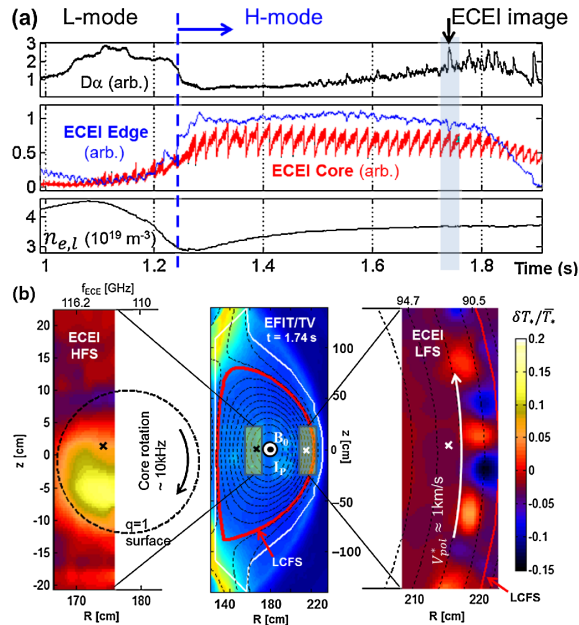 (a) L-mode H-mode ECEI image
3
2
1
Dα (arb.)
1
0.5
0
ECEI Edge
(arb.)
ECEI Core (arb.)
4
3
n_e,l (10^19 m^-3)
1 1.2 1.4 1.6 1.8 Time (s)
(b) f_ECE [GHz]
116.2 110
ECEI
HFS
20
15
10
5
0
-5
-10
-15
-20
z [cm]
Core rotation
~ 10kHz
q=1
surface
170 180
R [cm]
EFIT/TV
t = 1.74 s
B_0
I_P
100
50
0
-50
-100
z [cm]
LCFS
140 180 220
R [cm]
94.7 90.5
ECEI
LFS
V*_pol ≈ 1km/s
210 220
R [cm]
LCFS
δT_*/T̅_*
0.2
0.15
0.1
0.05
0
-0.05
-0.1
-0.15